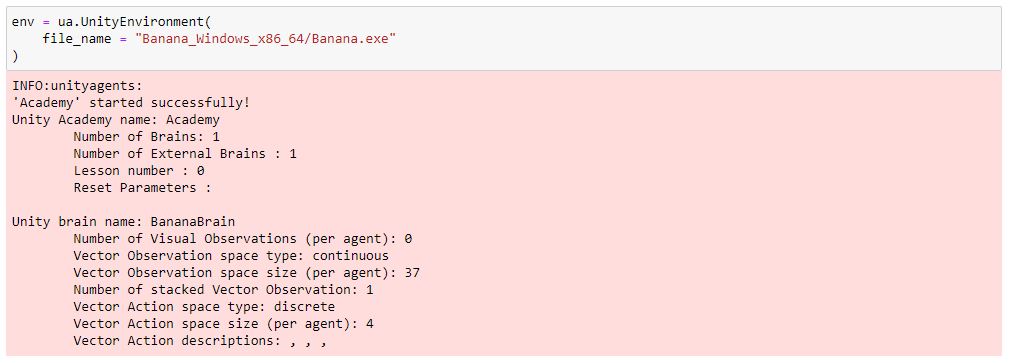 env = ua.UnityEnvironment(
    file_name = "Banana_Windows_x86_64/Banana.exe"
)
INFO:unityagents:
'Academy' started successfully!
Unity Academy name: Academy
        Number of Brains: 1
        Number of External Brains : 1
        Lesson number : 0
        Reset Parameters :
Unity brain name: BananaBrain
        Number of Visual Observations (per agent): 0
        Vector Observation space type: continuous
        Vector Observation space size (per agent): 37
        Number of stacked Vector Observation: 1
        Vector Action space type: discrete
        Vector Action space size (per agent): 4
        Vector Action descriptions: , , ,